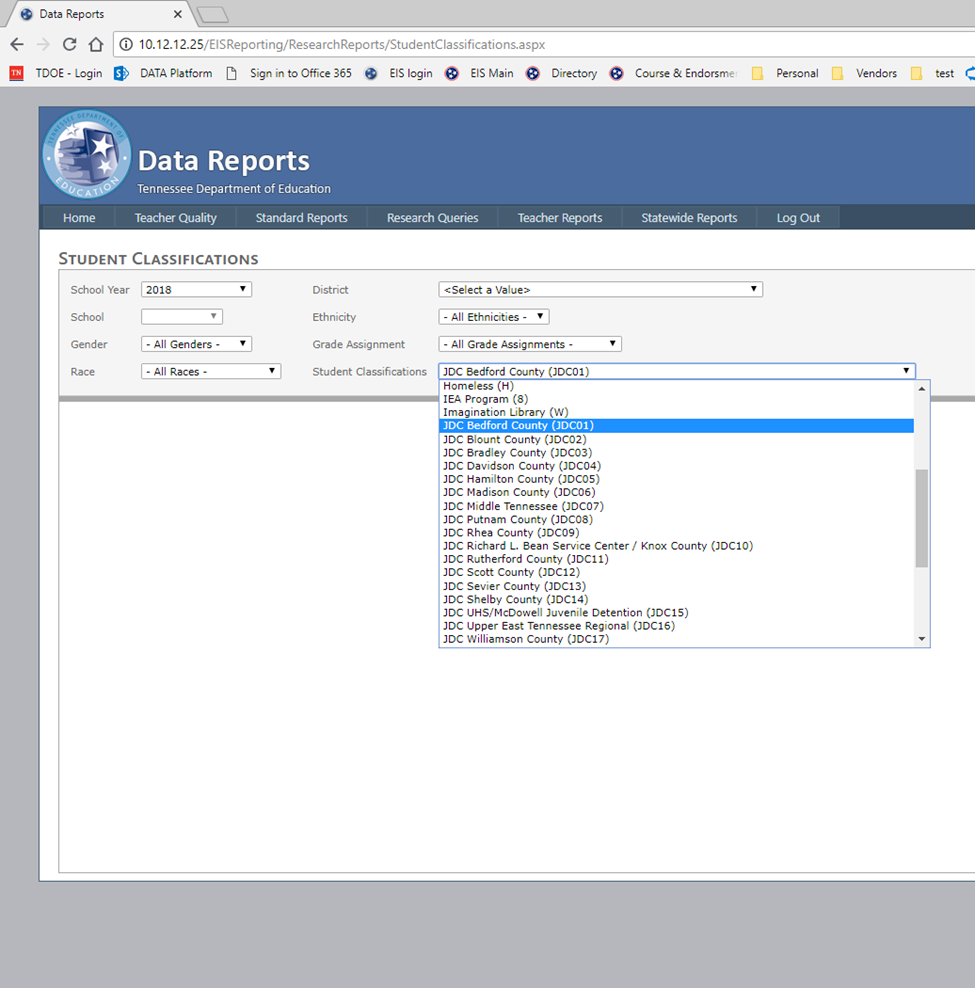 Data Reports
10.12.12.25/EISReporting/ResearchReports/StudentClassifications.aspx
TN TDOE - Login DATA Platform Sign in to Office 365 EIS login EIS Main Directory Course & Endorsme Personal Vendors test
TENNESSEE DEPARTMENT OF EDUCATION
Data Reports
Tennessee Department of Education
Home Teacher Quality Standard Reports Research Queries Teacher Reports Statewide Reports Log Out
STUDENT CLASSIFICATIONS
School Year 2018 District <Select a Value>
School Ethnicity - All Ethnicities -
Gender - All Genders - Grade Assignment - All Grade Assignments -
Race - All Races - Student Classifications JDC Bedford County (JDC01)
Homeless (H)
IEA Program (8)
Imagination Library (W)
JDC Bedford County (JDC01)
JDC Blount County (JDC02)
JDC Bradley County (JDC03)
JDC Davidson County (JDC04)
JDC Hamilton County (JDC05)
JDC Madison County (JDC06)
JDC Middle Tennessee (JDC07)
JDC Putnam County (JDC08)
JDC Rhea County (JDC09)
JDC Richard L. Bean Service Center / Knox County (JDC10)
JDC Rutherford County (JDC11)
JDC Scott County (JDC12)
JDC Sevier County (JDC13)
JDC Shelby County (JDC14)
JDC UHS/McDowell Juvenile Detention (JDC15)
JDC Upper East Tennessee Regional (JDC16)
JDC Williamson County (JDC17)